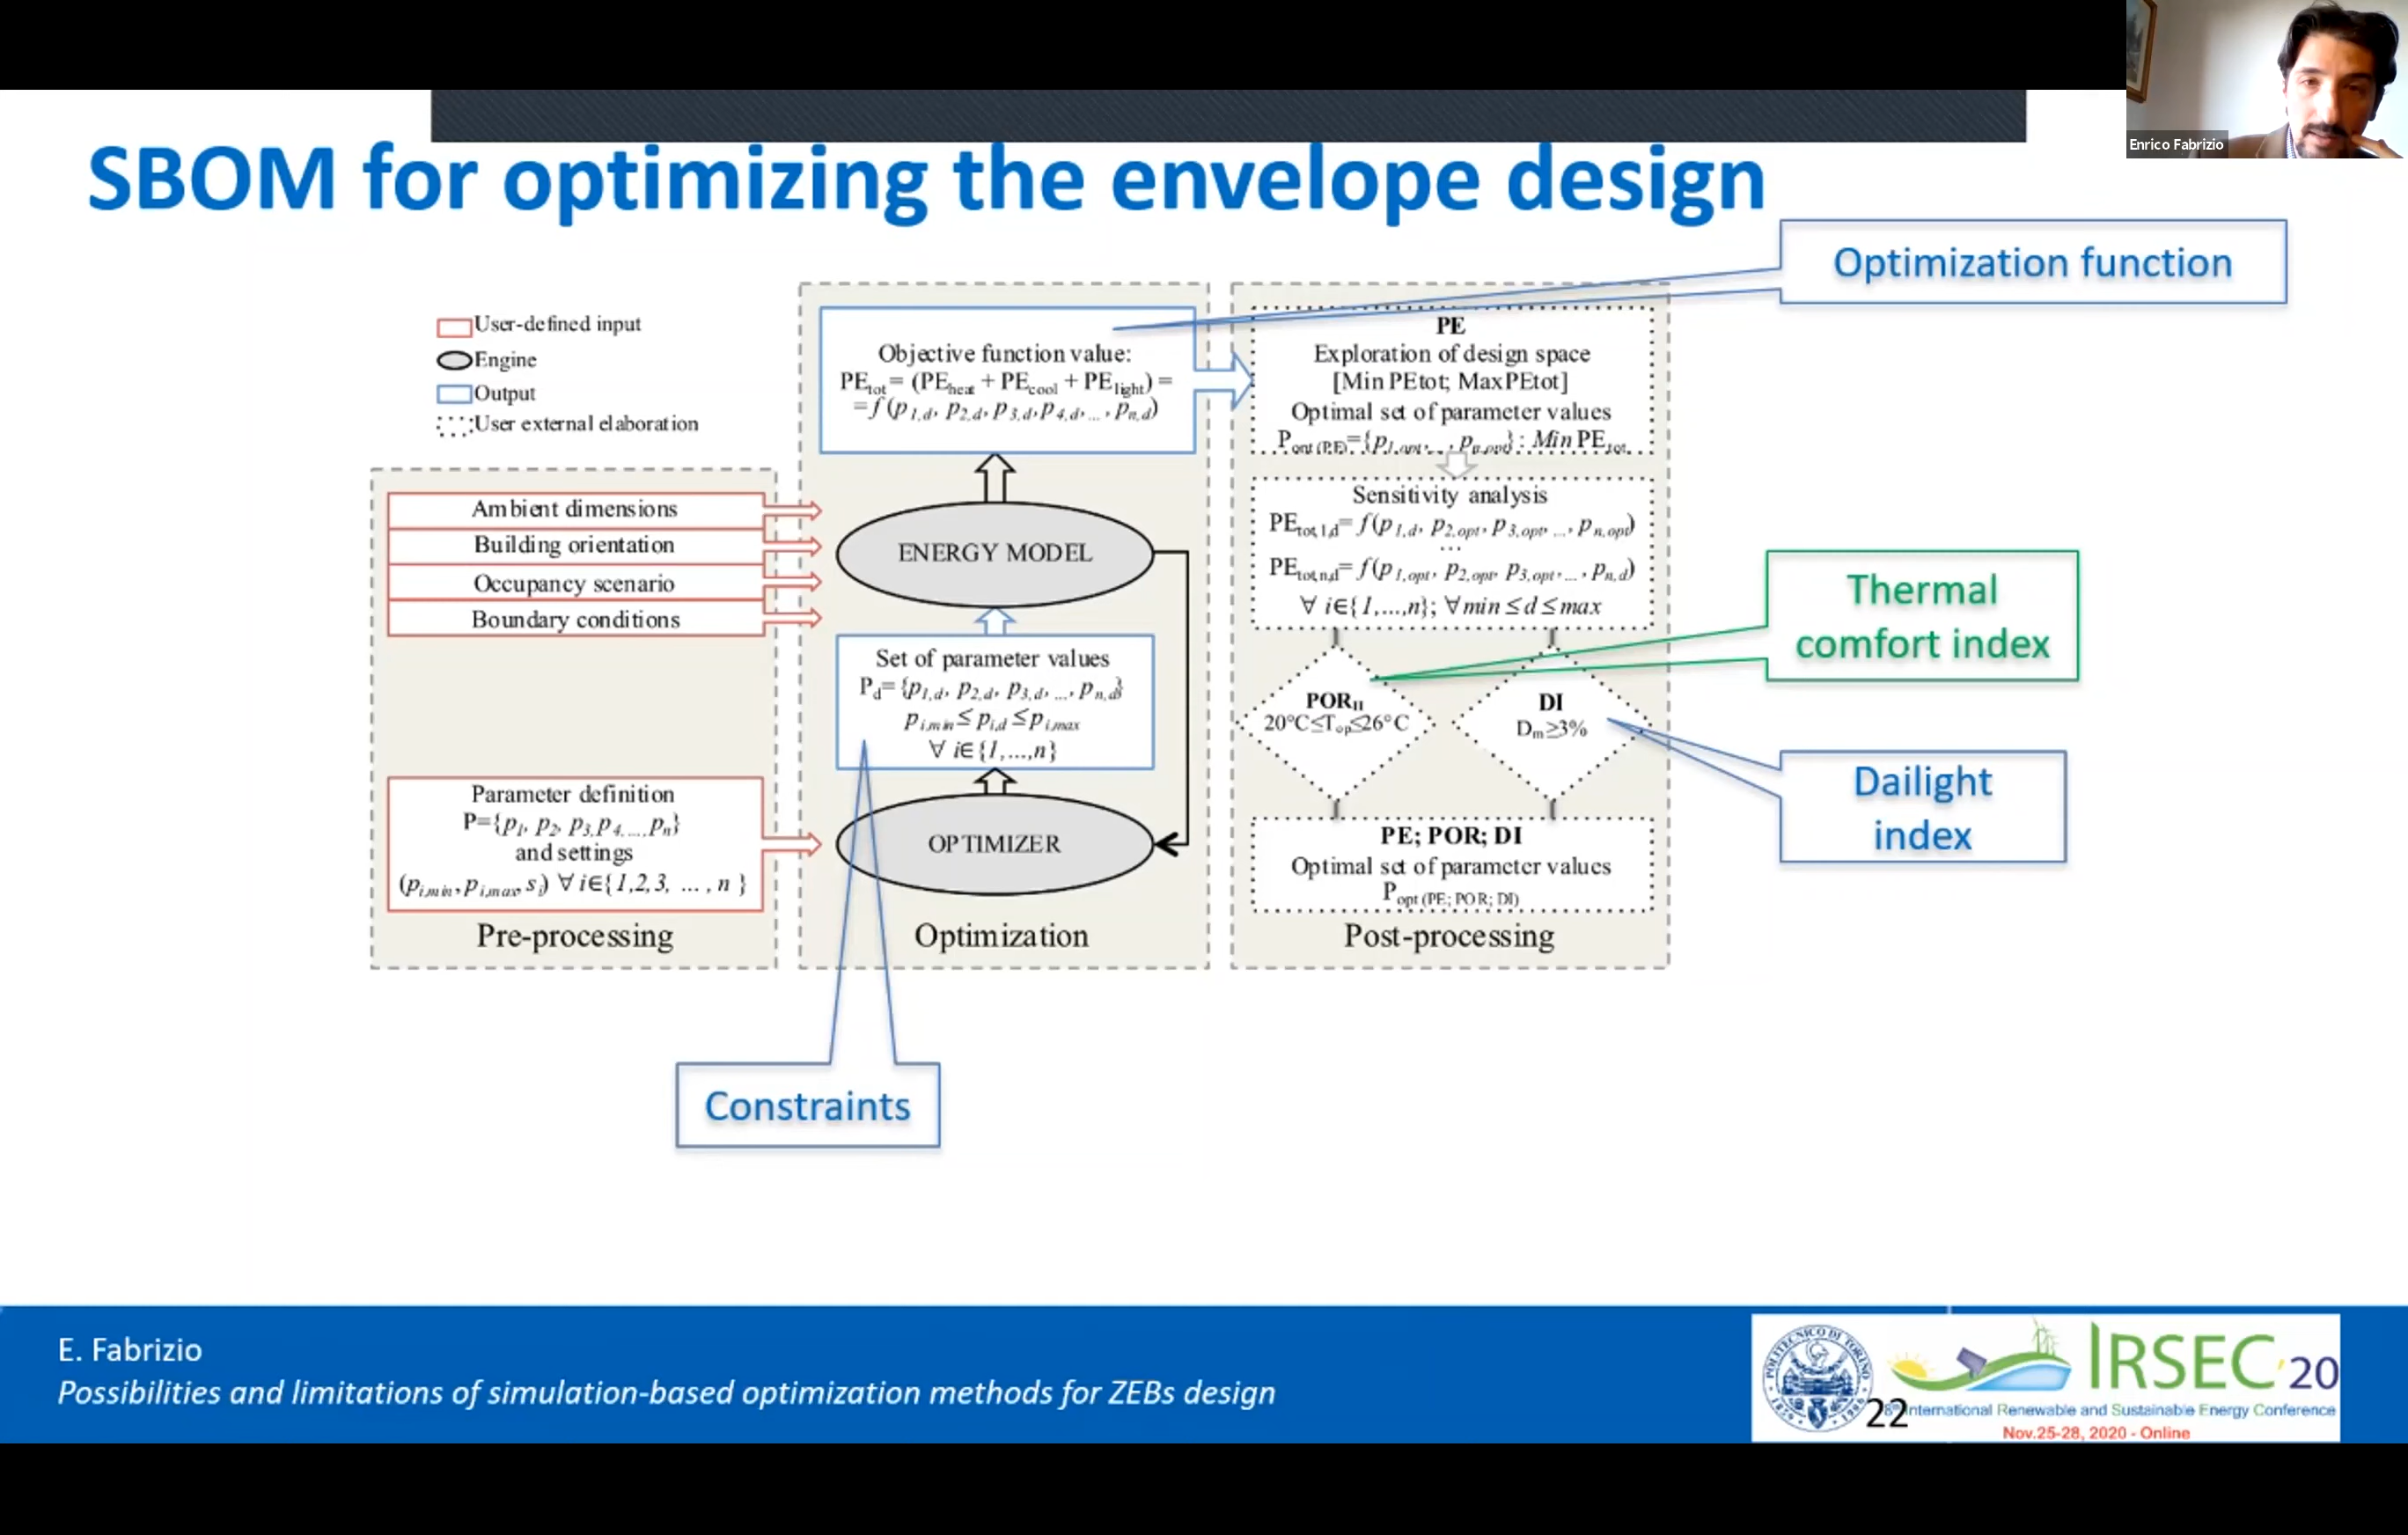 Enrico Fabrizio
SBOM for optimizing the envelope design
Optimization function
User-defined input
Engine
Output
User external elaboration
Ambient dimensions
Building orientation
Occupancy scenario
Boundary conditions
Parameter definition
P={p1, p2, p3,p4,...,pn}
and settings
(pi,min,pi,max,si) ∀ i∈{1,2,3, ... , n }
Pre-processing
Objective function value:
PEtot= (PEheat + PEcool + PElight) =
=f(p1,d, p2,d, p3,d,p4,d,... , pn,d)
ENERGY MODEL
Set of parameter values
Pd={p1,d, p2,d, p3,d, ..., pn,d}
pi,min≤ pi,d ≤pi,max
∀ i∈{1,...,n}
OPTIMIZER
Optimization
PE
Exploration of design space
[Min PEtot; MaxPEtot]
Optimal set of parameter values
Popt (PE)={p1,opt,...,pn,opt} : Min PEtot
Sensitivity analysis
PEtot,1,d= f(p1,d, p2,opt, p3,opt, ..., pn,opt)
...
PEtot,n,d= f(p1,opt, p2,opt, p3,opt,... , pn,d)
∀ i∈{1,...,n}; ∀min ≤d ≤max
PORII
20°C≤Top≤26°C
DI
Dm≥3%
PE; POR; DI
Optimal set of parameter values
Popt (PE; POR; DI)
Post-processing
Thermal
comfort index
Dailight
index
Constraints
E. Fabrizio
Possibilities and limitations of simulation-based optimization methods for ZEBs design
POLITECNICO DI TORINO
IRSEC'20
22
International Renewable and Sustainable Energy Conference
Nov.25-28, 2020 - Online